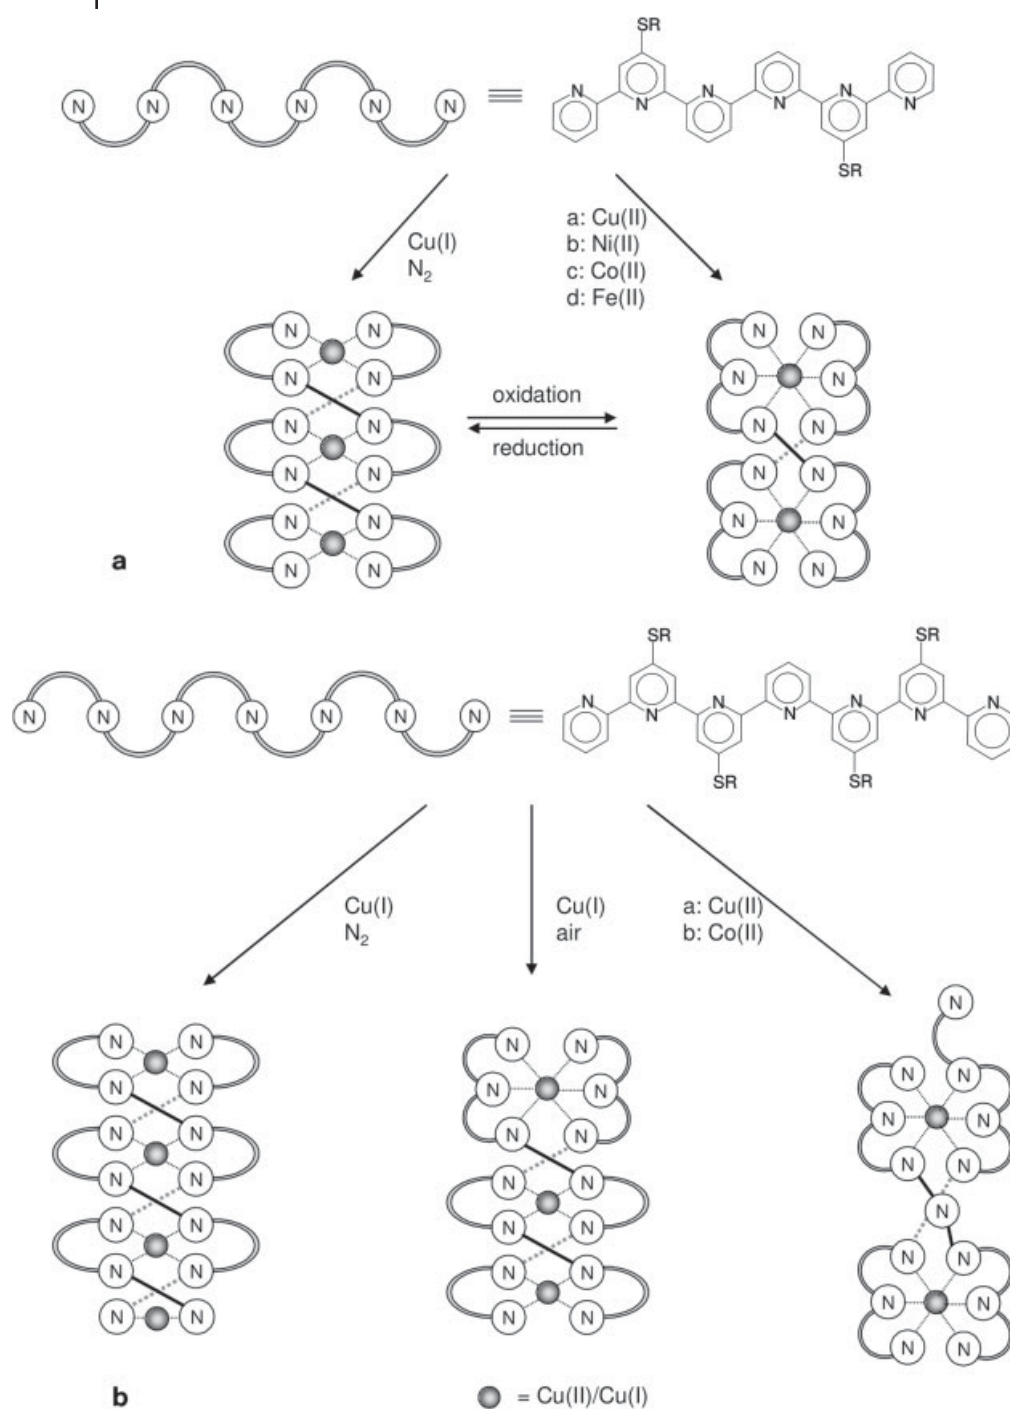 SR
N N N N N N
N N N N N N
SR
Cu(I)
N₂
a: Cu(II)
b: Ni(II)
c: Co(II)
d: Fe(II)
N N N N
N N N N
N N N N
oxidation
reduction
N N N N
N N N N
N N N N
a
SR SR
N N N N N N N
N N N N N N N
SR SR
Cu(I)
N₂
Cu(I)
air
a: Cu(II)
b: Co(II)
N
N N N N N N
N N N N N N
N N N N N N
N N N N N
N N N N N N
N N N N N N
N N N N N N
b
= Cu(II)/Cu(I)